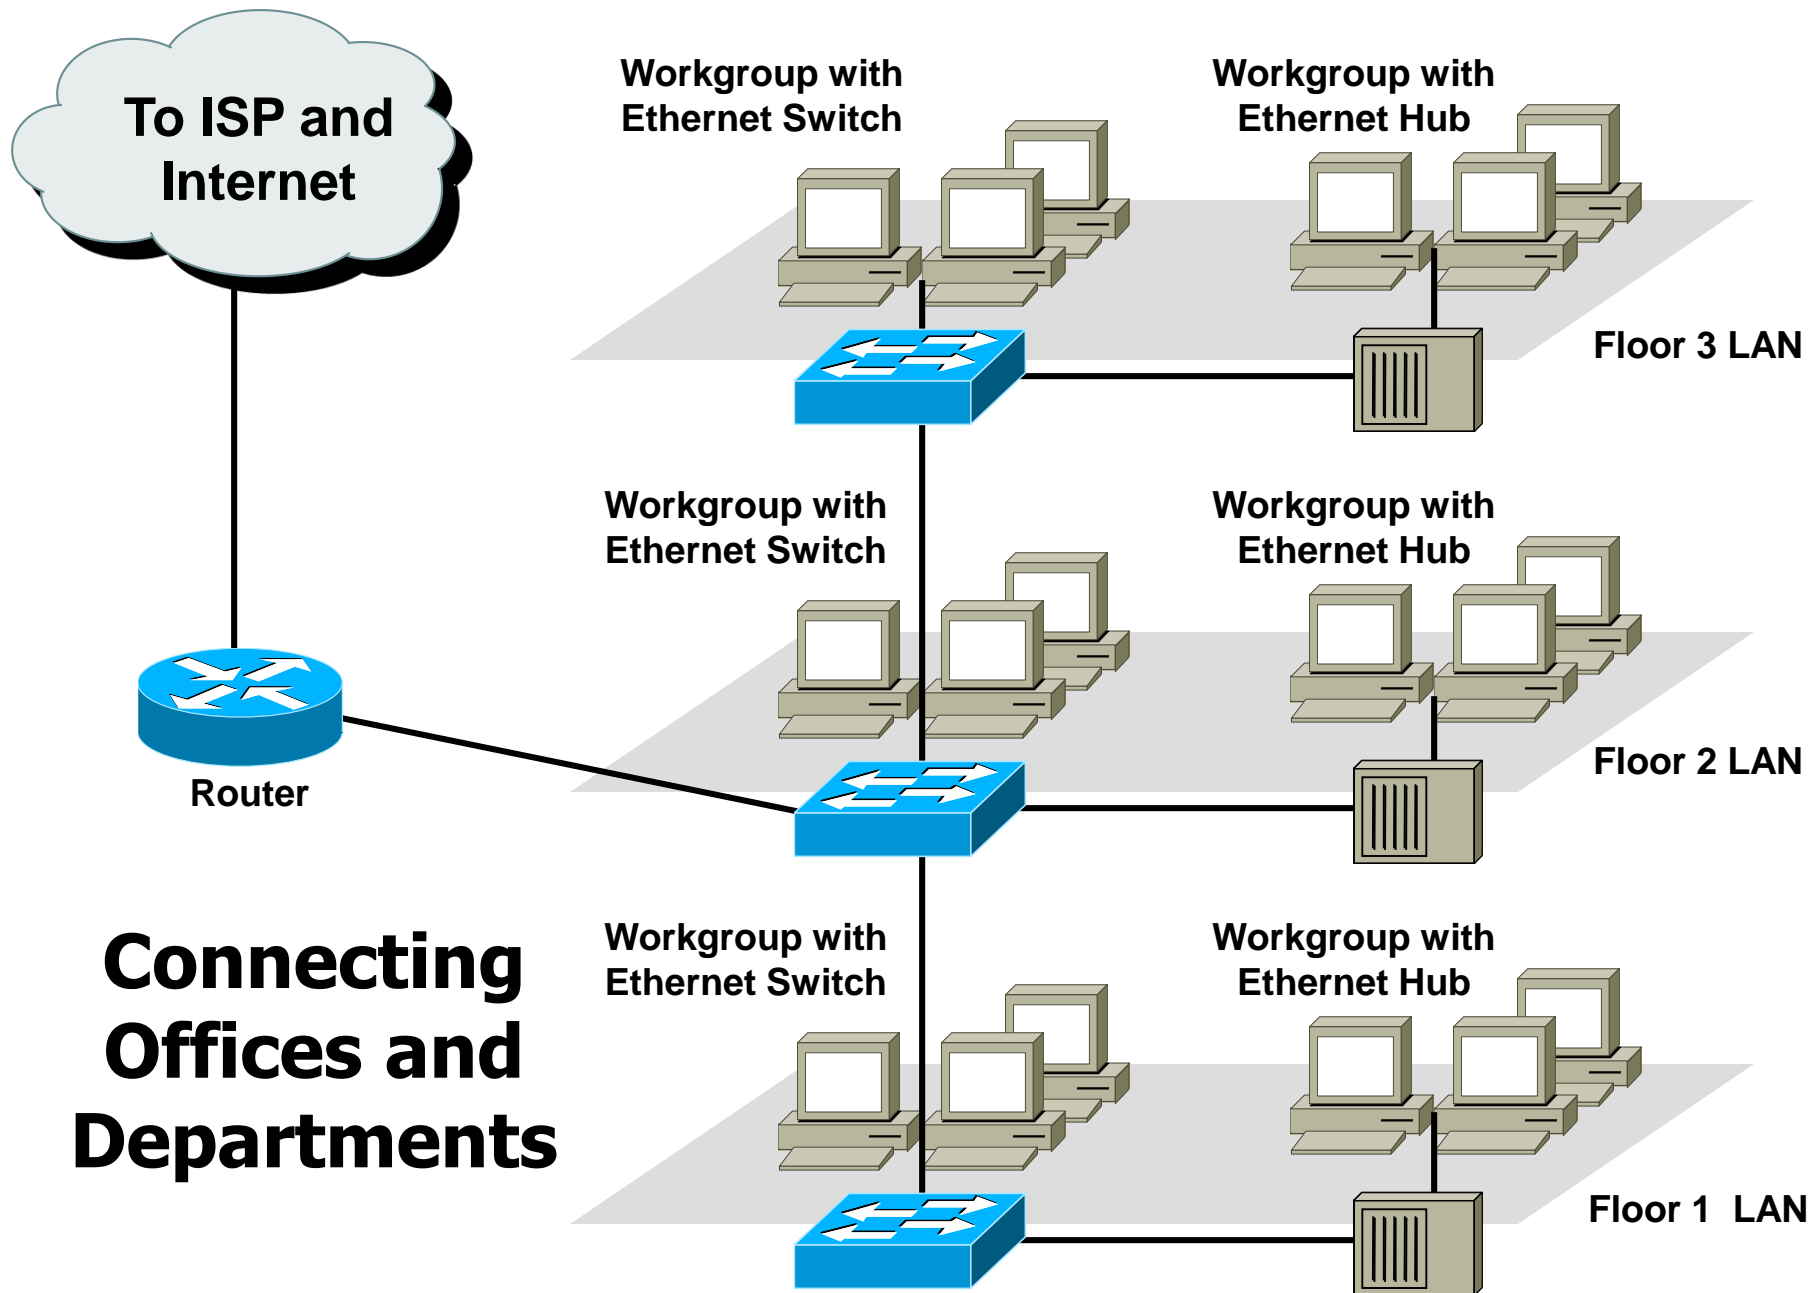 To ISP and
Internet
Workgroup with
Ethernet Switch
Workgroup with
Ethernet Hub
Floor 3 LAN
Workgroup with
Ethernet Switch
Workgroup with
Ethernet Hub
Floor 2 LAN
Router
Connecting
Offices and
Departments
Workgroup with
Ethernet Switch
Workgroup with
Ethernet Hub
Floor 1  LAN